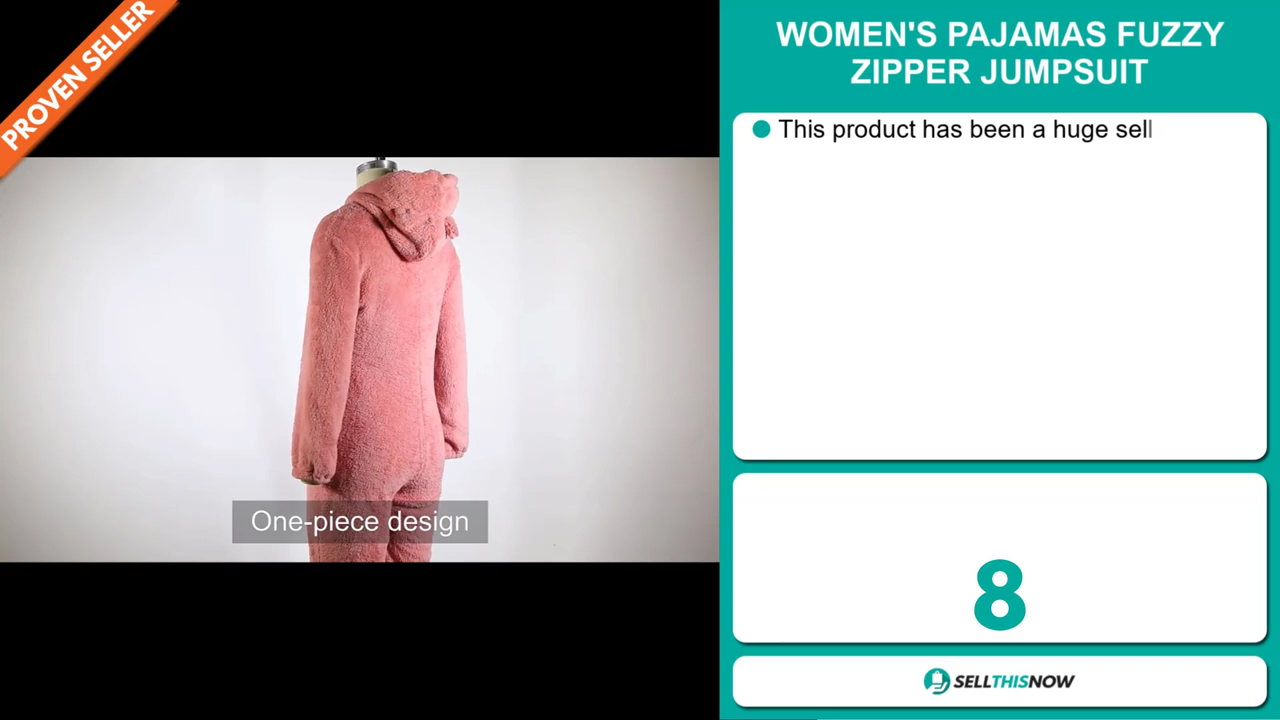 PROVEN SELLER
WOMEN'S PAJAMAS FUZZY
ZIPPER JUMPSUIT
This product has been a huge sell
One-piece design
8
SELLTHISNOW